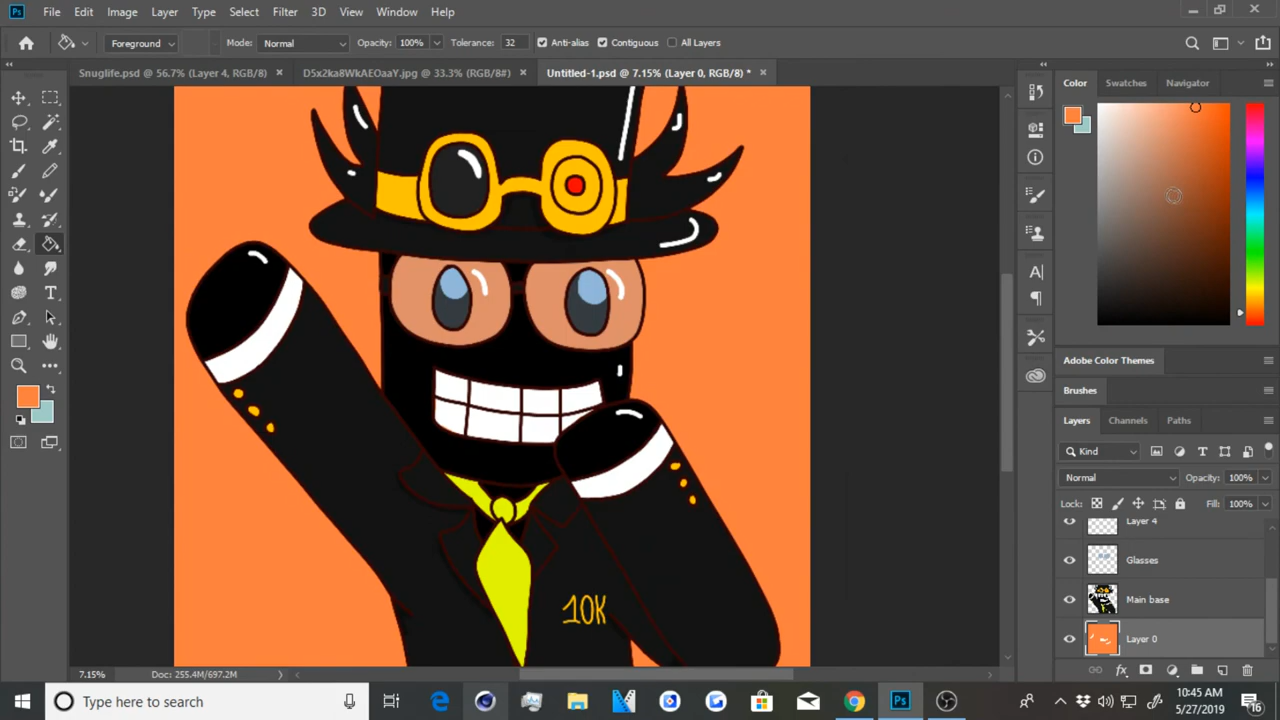 Ps File Edit Image Layer Type Select Filter 3D View Window Help
Foreground Mode: Normal Opacity: 100% Tolerance: 32 Anti-alias Contiguous All Layers
Snuglife.psd @ 56.7% (Layer 4, RGB/8) D5x2ka8WkAEOaaY.jpg @ 33.3% (RGB/8#) Untitled-1.psd @ 7.15% (Layer 0, RGB/8) *
Color Swatches Navigator
Adobe Color Themes
Brushes
Layers Channels Paths
Kind
Normal Opacity: 100%
Lock: Fill: 100%
Layer 4
Glasses
Main base
Layer 0
10K
7.15% Doc: 255.4M/697.2M
Type here to search
10:45 AM
5/27/2019
16